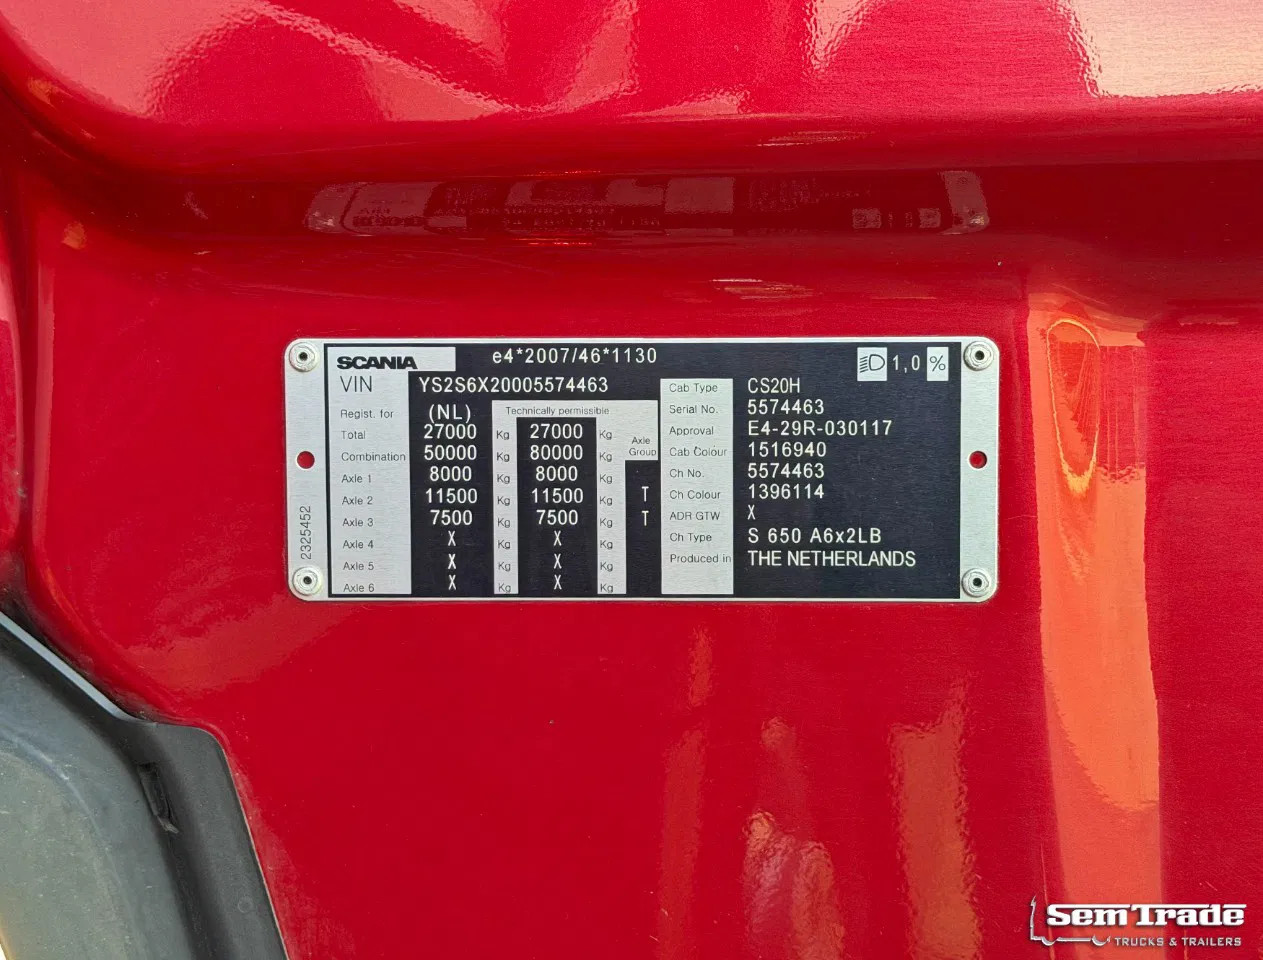 SCANIA e4*2007/46*1130 1,0 %
VIN YS2S6X20005574463
Regist. for (NL) Technically permissible
Total 27000 Kg 27000 Kg
Combination 50000 Kg 80000 Kg Axle Group
Axle 1 8000 Kg 8000 Kg
Axle 2 11500 Kg 11500 Kg T
Axle 3 7500 Kg 7500 Kg T
Axle 4 X Kg X Kg
Axle 5 X Kg X Kg
Axle 6 X Kg X Kg
Cab Type CS20H
Serial No. 5574463
Approval E4-29R-030117
Cab Colour 1516940
Ch No. 5574463
Ch Colour 1396114
ADR GTW X
Ch Type S 650 A6x2LB
Produced in THE NETHERLANDS
2325452
SemTrade
TRUCKS & TRAILERS